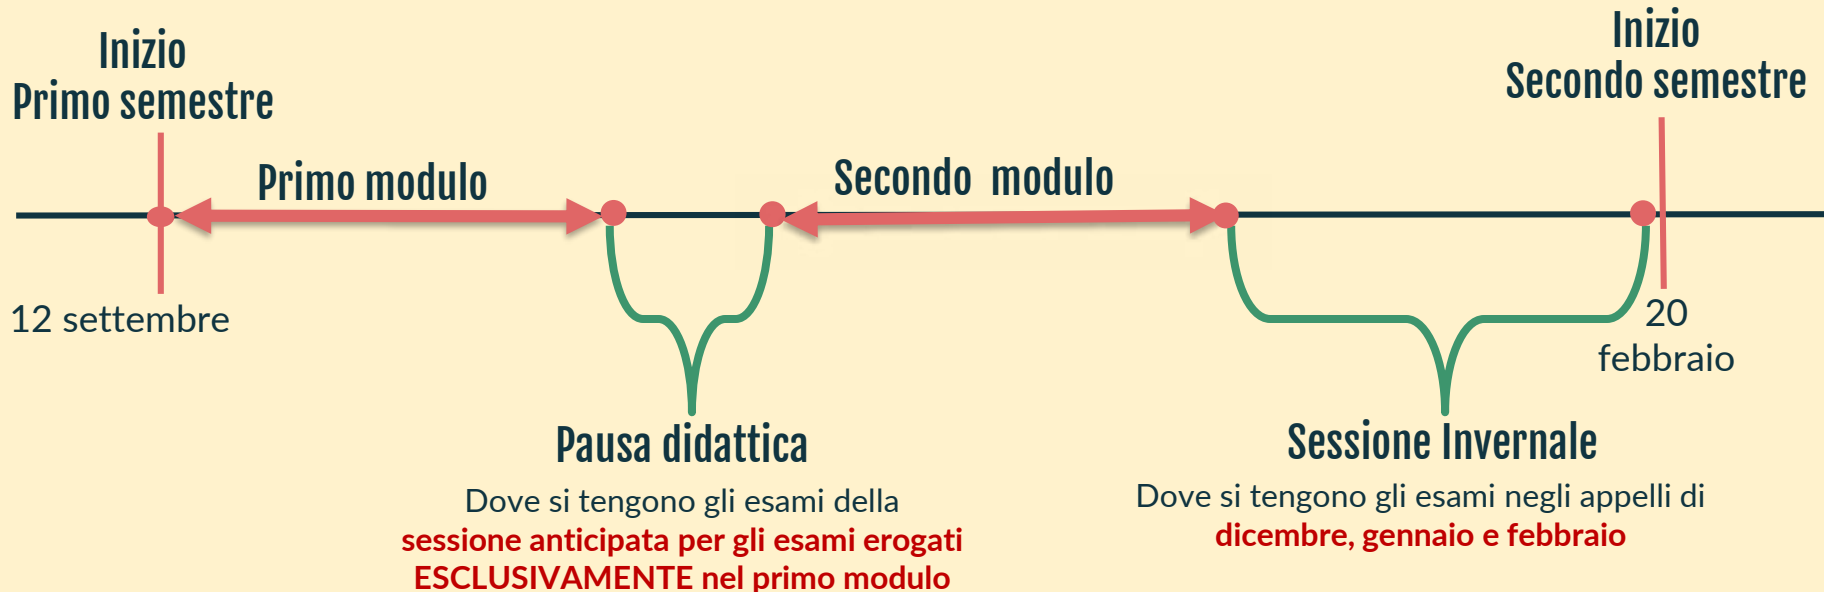 Inizio
Primo semestre
Inizio
Secondo semestre
Primo modulo
Secondo modulo
12 settembre
20
febbraio
Pausa didattica
Dove si tengono gli esami della
sessione anticipata per gli esami erogati
ESCLUSIVAMENTE nel primo modulo
Sessione Invernale
Dove si tengono gli esami negli appelli di
dicembre, gennaio e febbraio